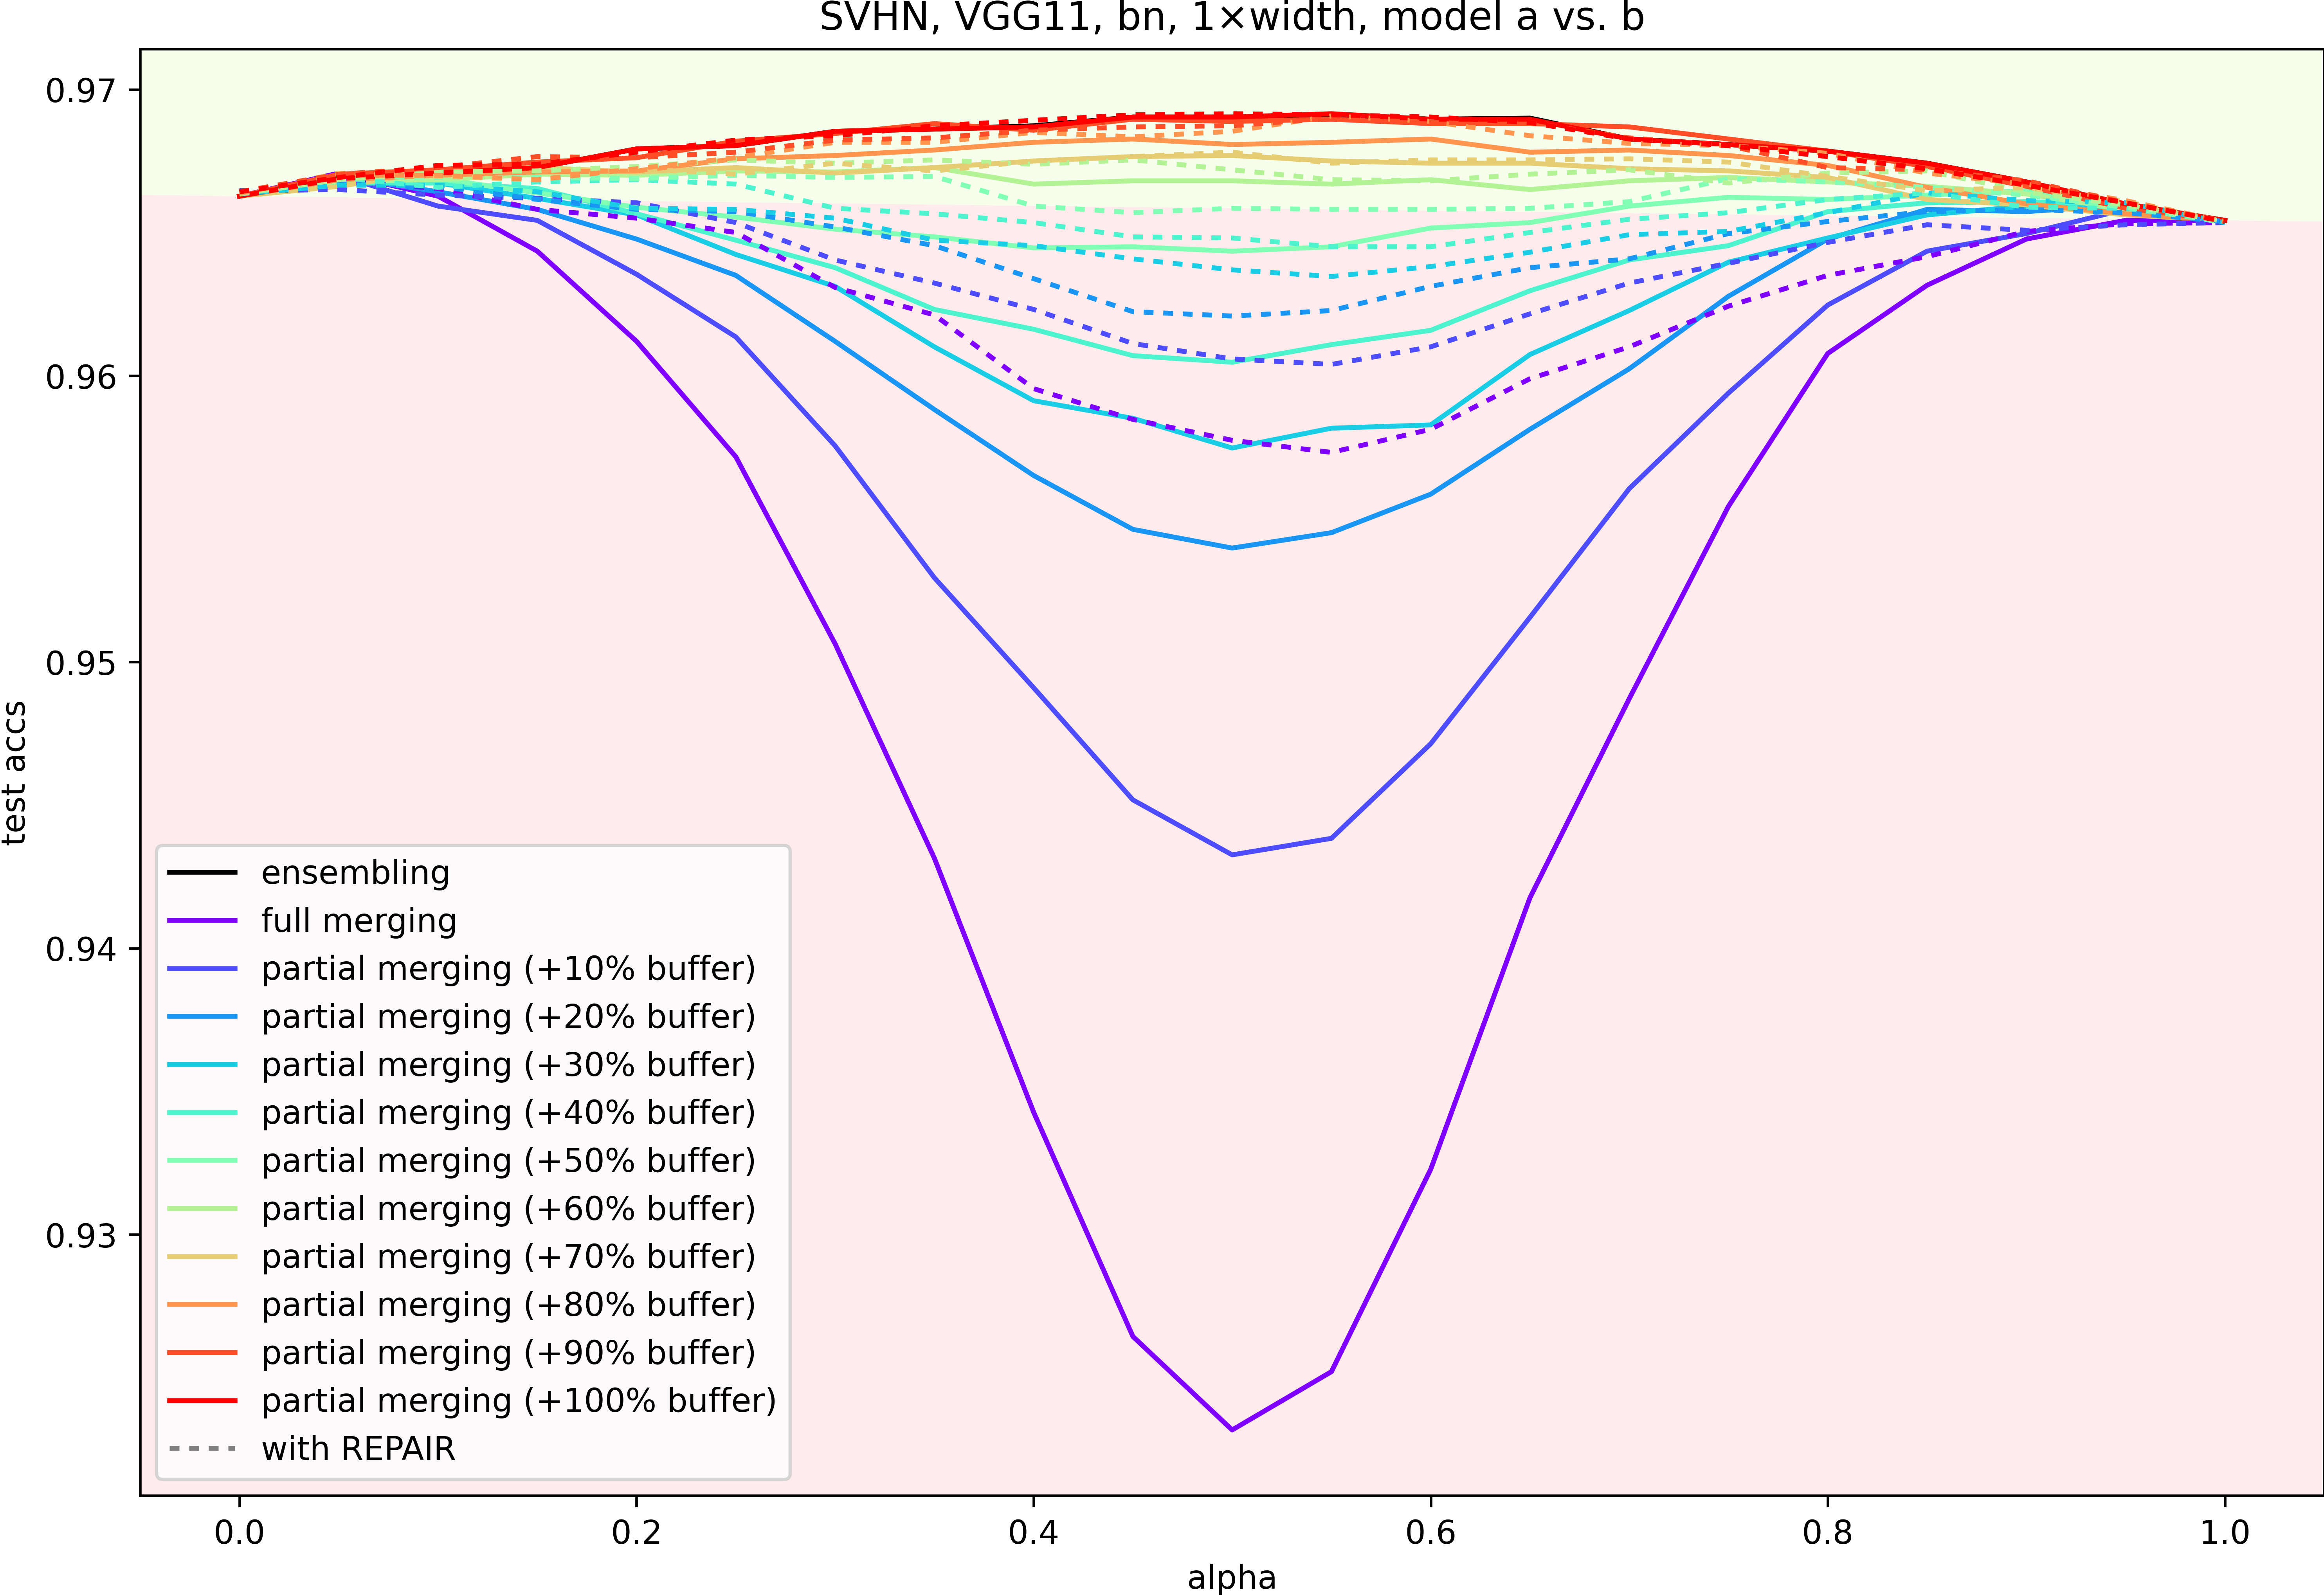 SVHN, VGG11, bn, 1×width, model a vs. b
0.97
0.96
0.95
0.94
0.93
test accs
ensembling
full merging
partial merging (+10% buffer)
partial merging (+20% buffer)
partial merging (+30% buffer)
partial merging (+40% buffer)
partial merging (+50% buffer)
partial merging (+60% buffer)
partial merging (+70% buffer)
partial merging (+80% buffer)
partial merging (+90% buffer)
partial merging (+100% buffer)
with REPAIR
0.0 0.2 0.4 0.6 0.8 1.0
alpha